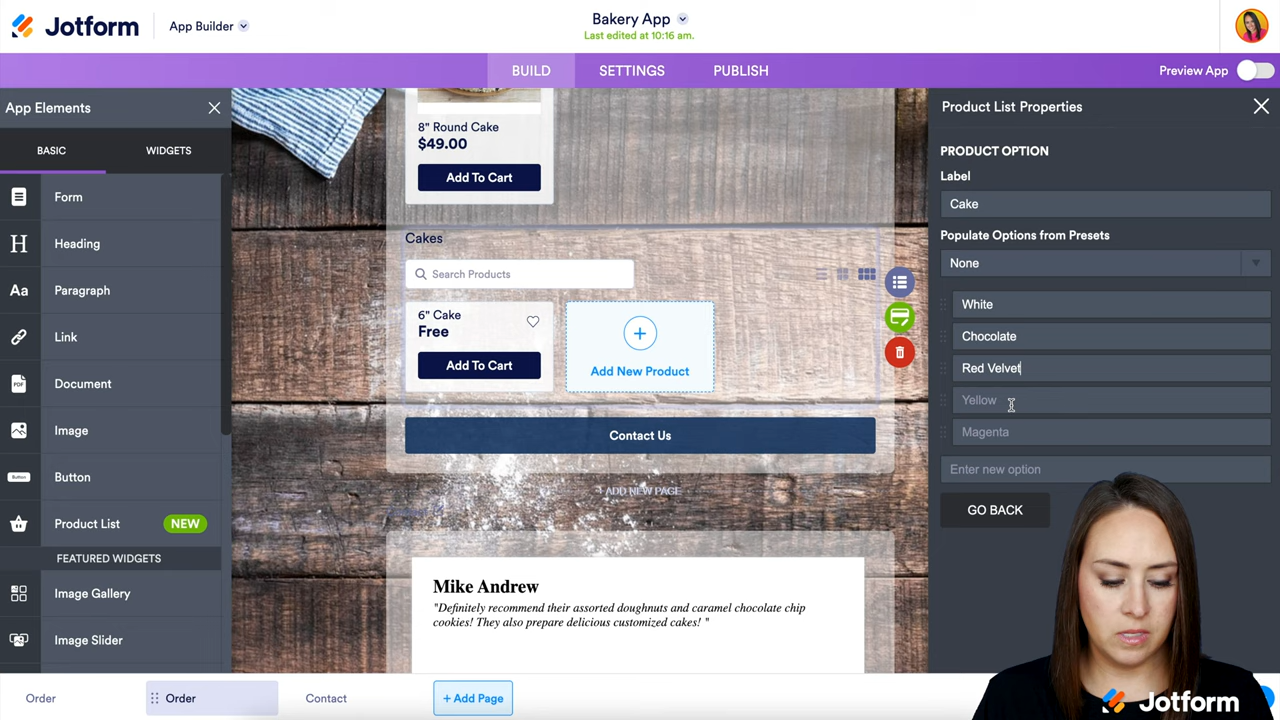 Jotform
App Builder
Bakery App
Last edited at 10:16 am.
BUILD
SETTINGS
PUBLISH
Preview App
App Elements
BASIC
WIDGETS
Form
Heading
Paragraph
Link
Document
Image
Button
Product List
NEW
FEATURED WIDGETS
Image Gallery
Image Slider
8" Round Cake
$49.00
Add To Cart
Cakes
Search Products
6" Cake
Free
Add To Cart
Add New Product
Contact Us
+ ADD NEW PAGE
Mike Andrew
"Definitely recommend their assorted doughnuts and caramel chocolate chip
cookies! They also prepare delicious customized cakes! "
Product List Properties
PRODUCT OPTION
Label
Cake
Populate Options from Presets
None
White
Chocolate
Red Velvet
Yellow
Magenta
Enter new option
GO BACK
Order
Order
Contact
+ Add Page
Jotform